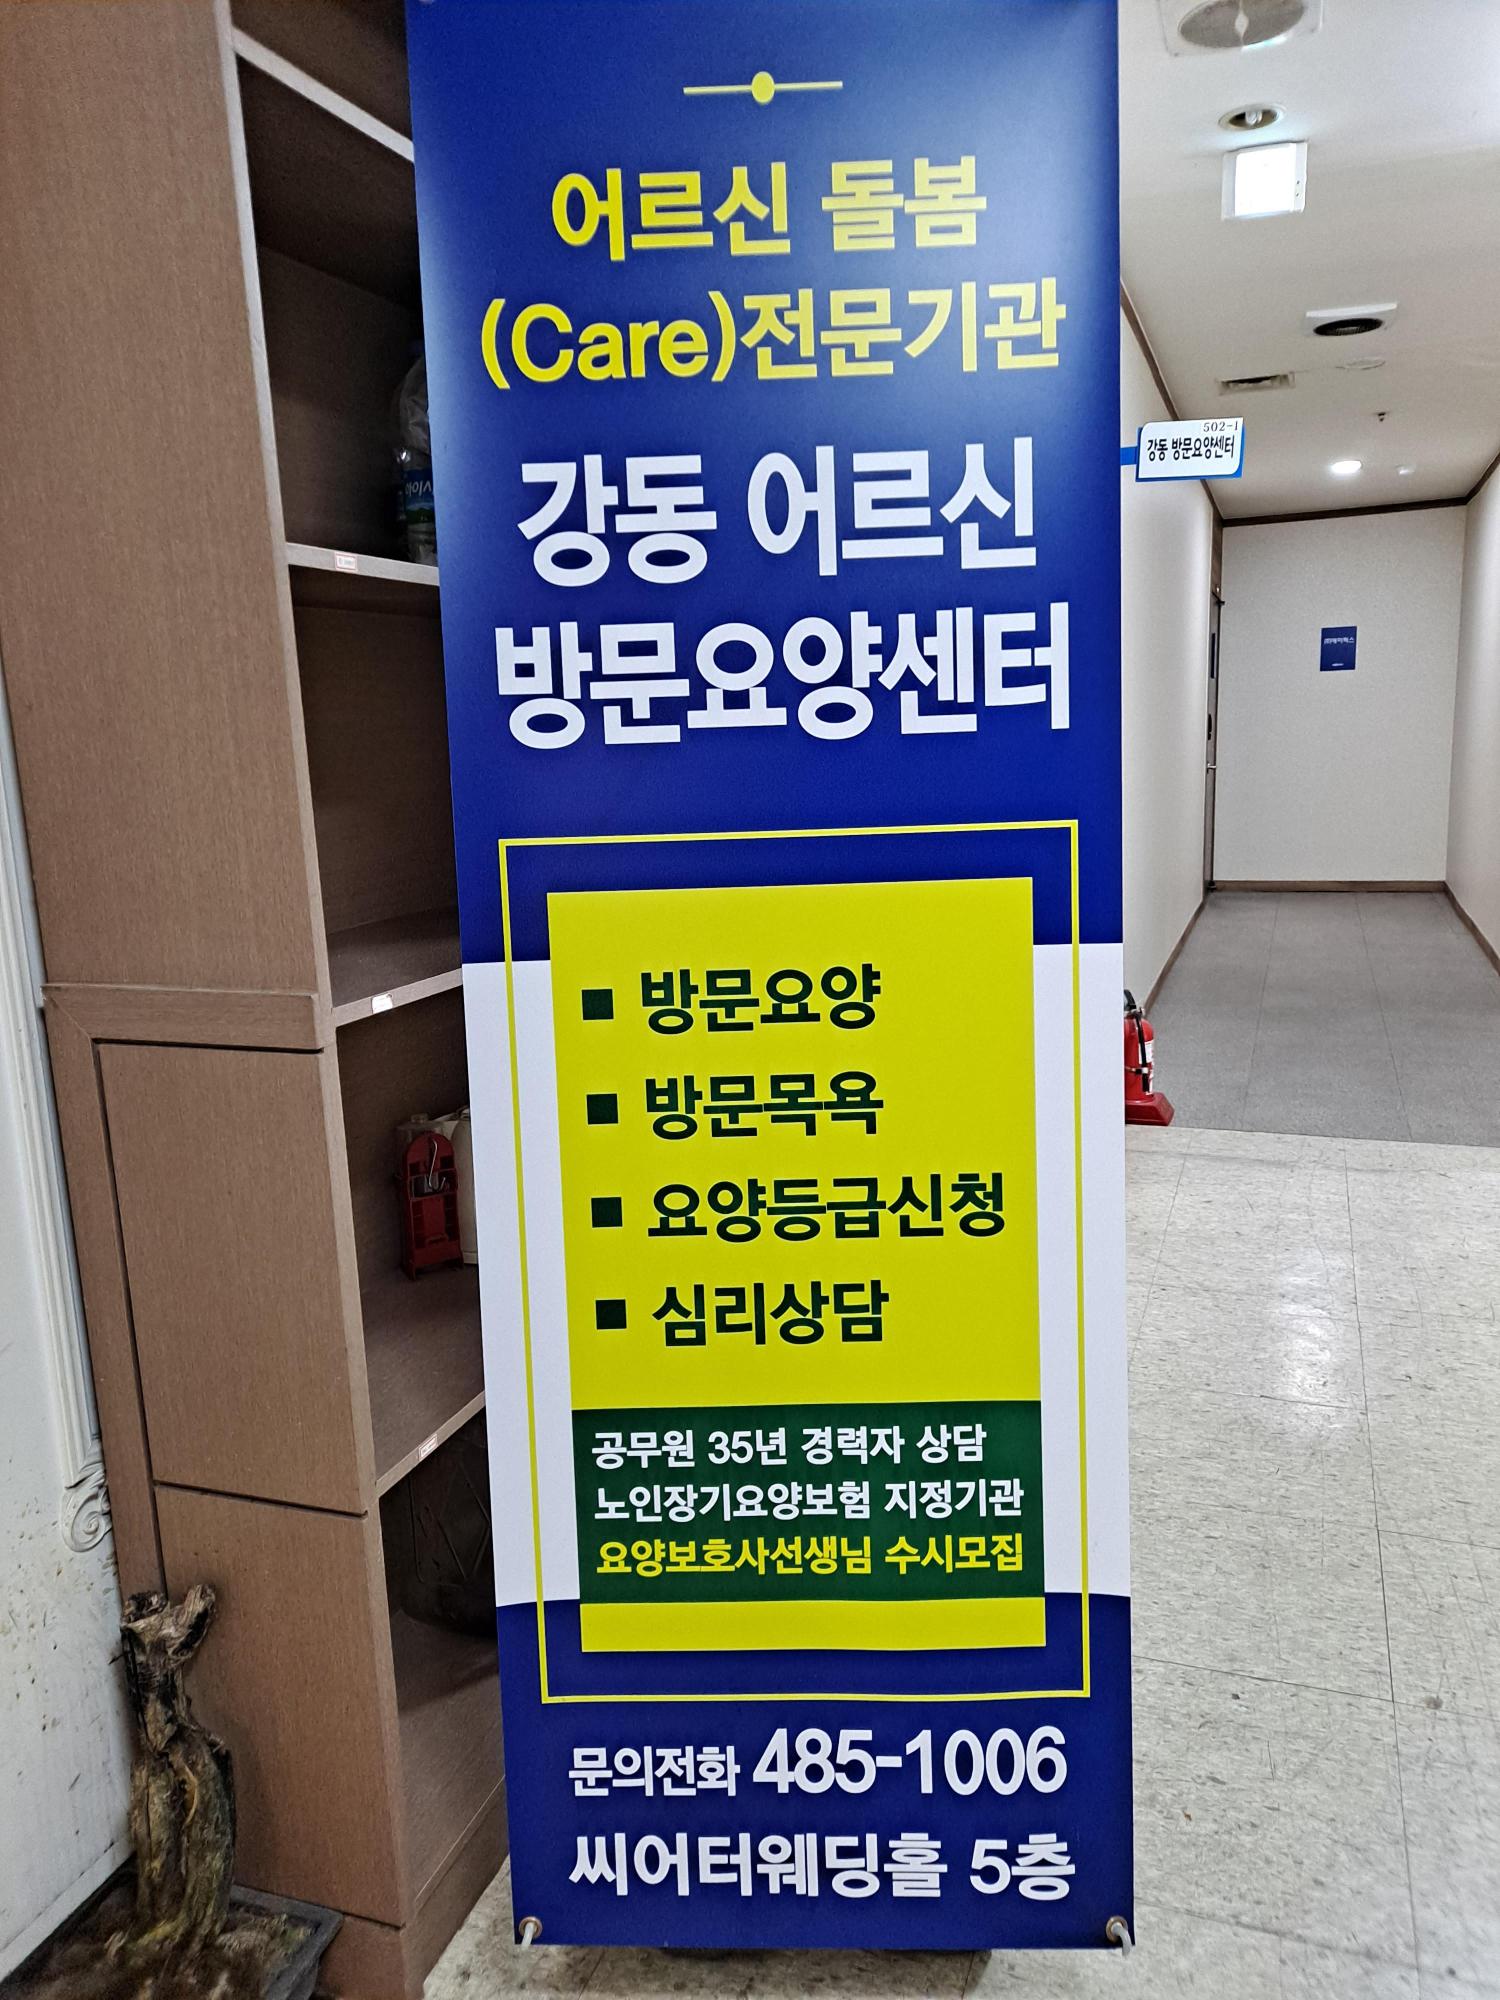 어르신 돌봄
(Care)전문기관
강동 어르신
방문요양센터
502-1
강동 방문요양센터
■ 방문요양
■ 방문목욕
■ 요양등급신청
■ 심리상담
공무원 35년 경력자 상담
노인장기요양보험 지정기관
요양보호사선생님 수시모집
문의전화 485-1006
씨어터웨딩홀 5층